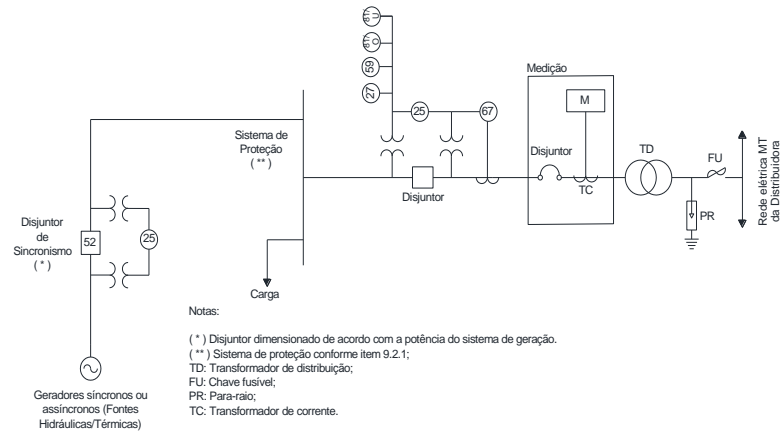 81/U
81/O
59
27
25
67
Medição
M
Disjuntor
TC
TD
FU
PR
Rede elétrica MT
da Distribuidora
Sistema de
Proteção
( ** )
Disjuntor
Disjuntor
de
Sincronismo
( * )
52
25
Carga
Geradores síncronos ou
assíncronos (Fontes
Hidráulicas/Térmicas)
Notas:
( * ) Disjuntor dimensionado de acordo com a potência do sistema de geração.
( ** ) Sistema de proteção conforme item 9.2.1;
TD: Transformador de distribuição;
FU: Chave fusível;
PR: Para-raio;
TC: Transformador de corrente.